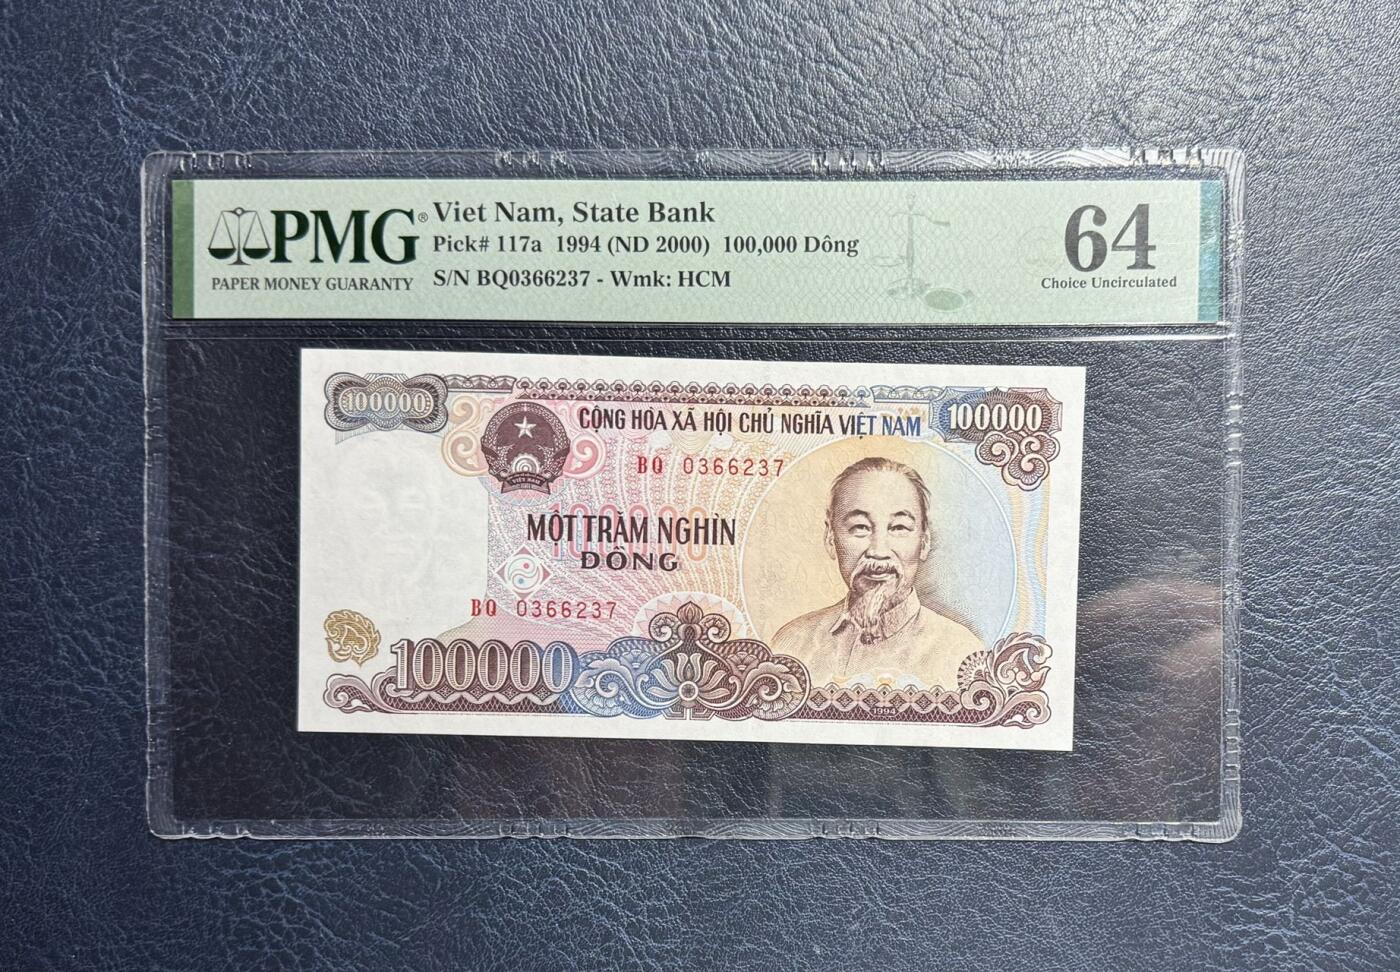 PMG®
PAPER MONEY GUARANTY
Viet Nam, State Bank
Pick# 117a 1994 (ND 2000) 100,000 Dông
S/N BQ0366237 - Wmk: HCM
64
Choice Uncirculated
100000
CỘNG HÒA XÃ HỘI CHỦ NGHĨA VIỆT NAM
100000
VIỆT NAM
BQ 0366237
100000
MỘT TRĂM NGHÌN
ĐỒNG
BQ 0366237
100000
1994